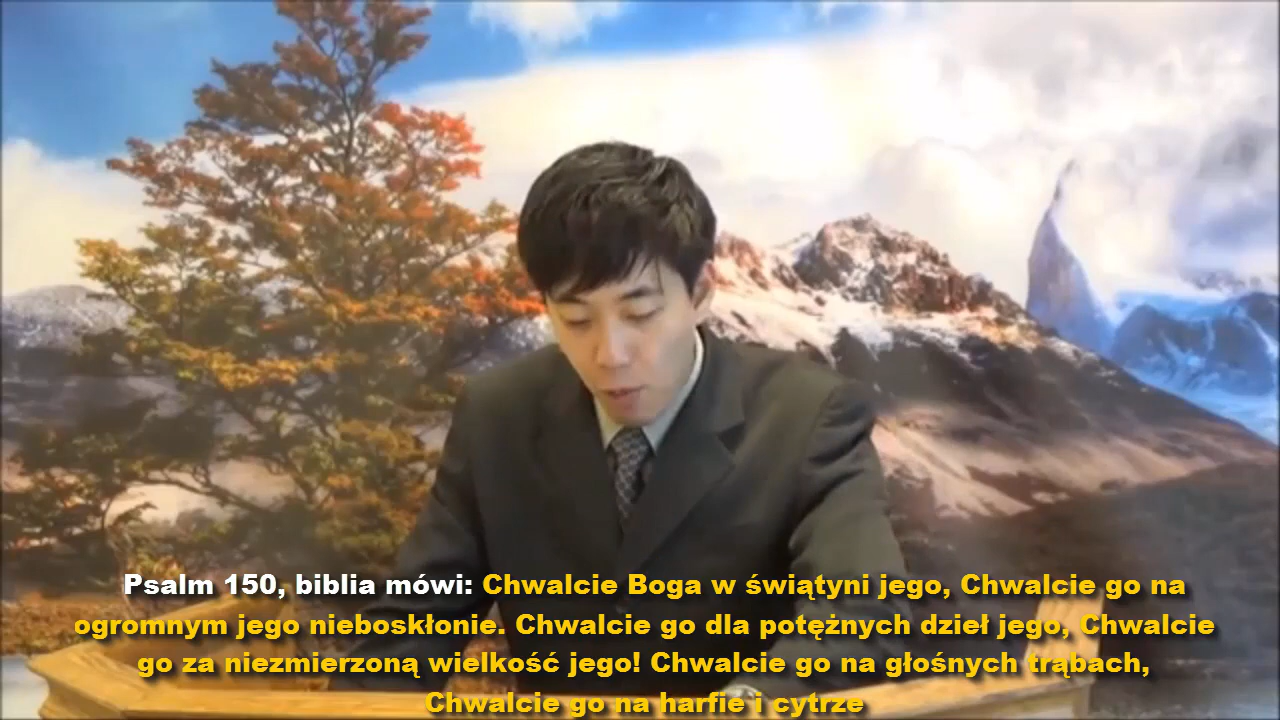 Psalm 150, biblia mówi: Chwalcie Boga w świątyni jego, Chwalcie go na
ogromnym jego nieboskłonie. Chwalcie go dla potężnych dzieł jego, Chwalcie
go za niezmierzoną wielkość jego! Chwalcie go na głośnych trąbach,
Chwalcie go na harfie i cytrze